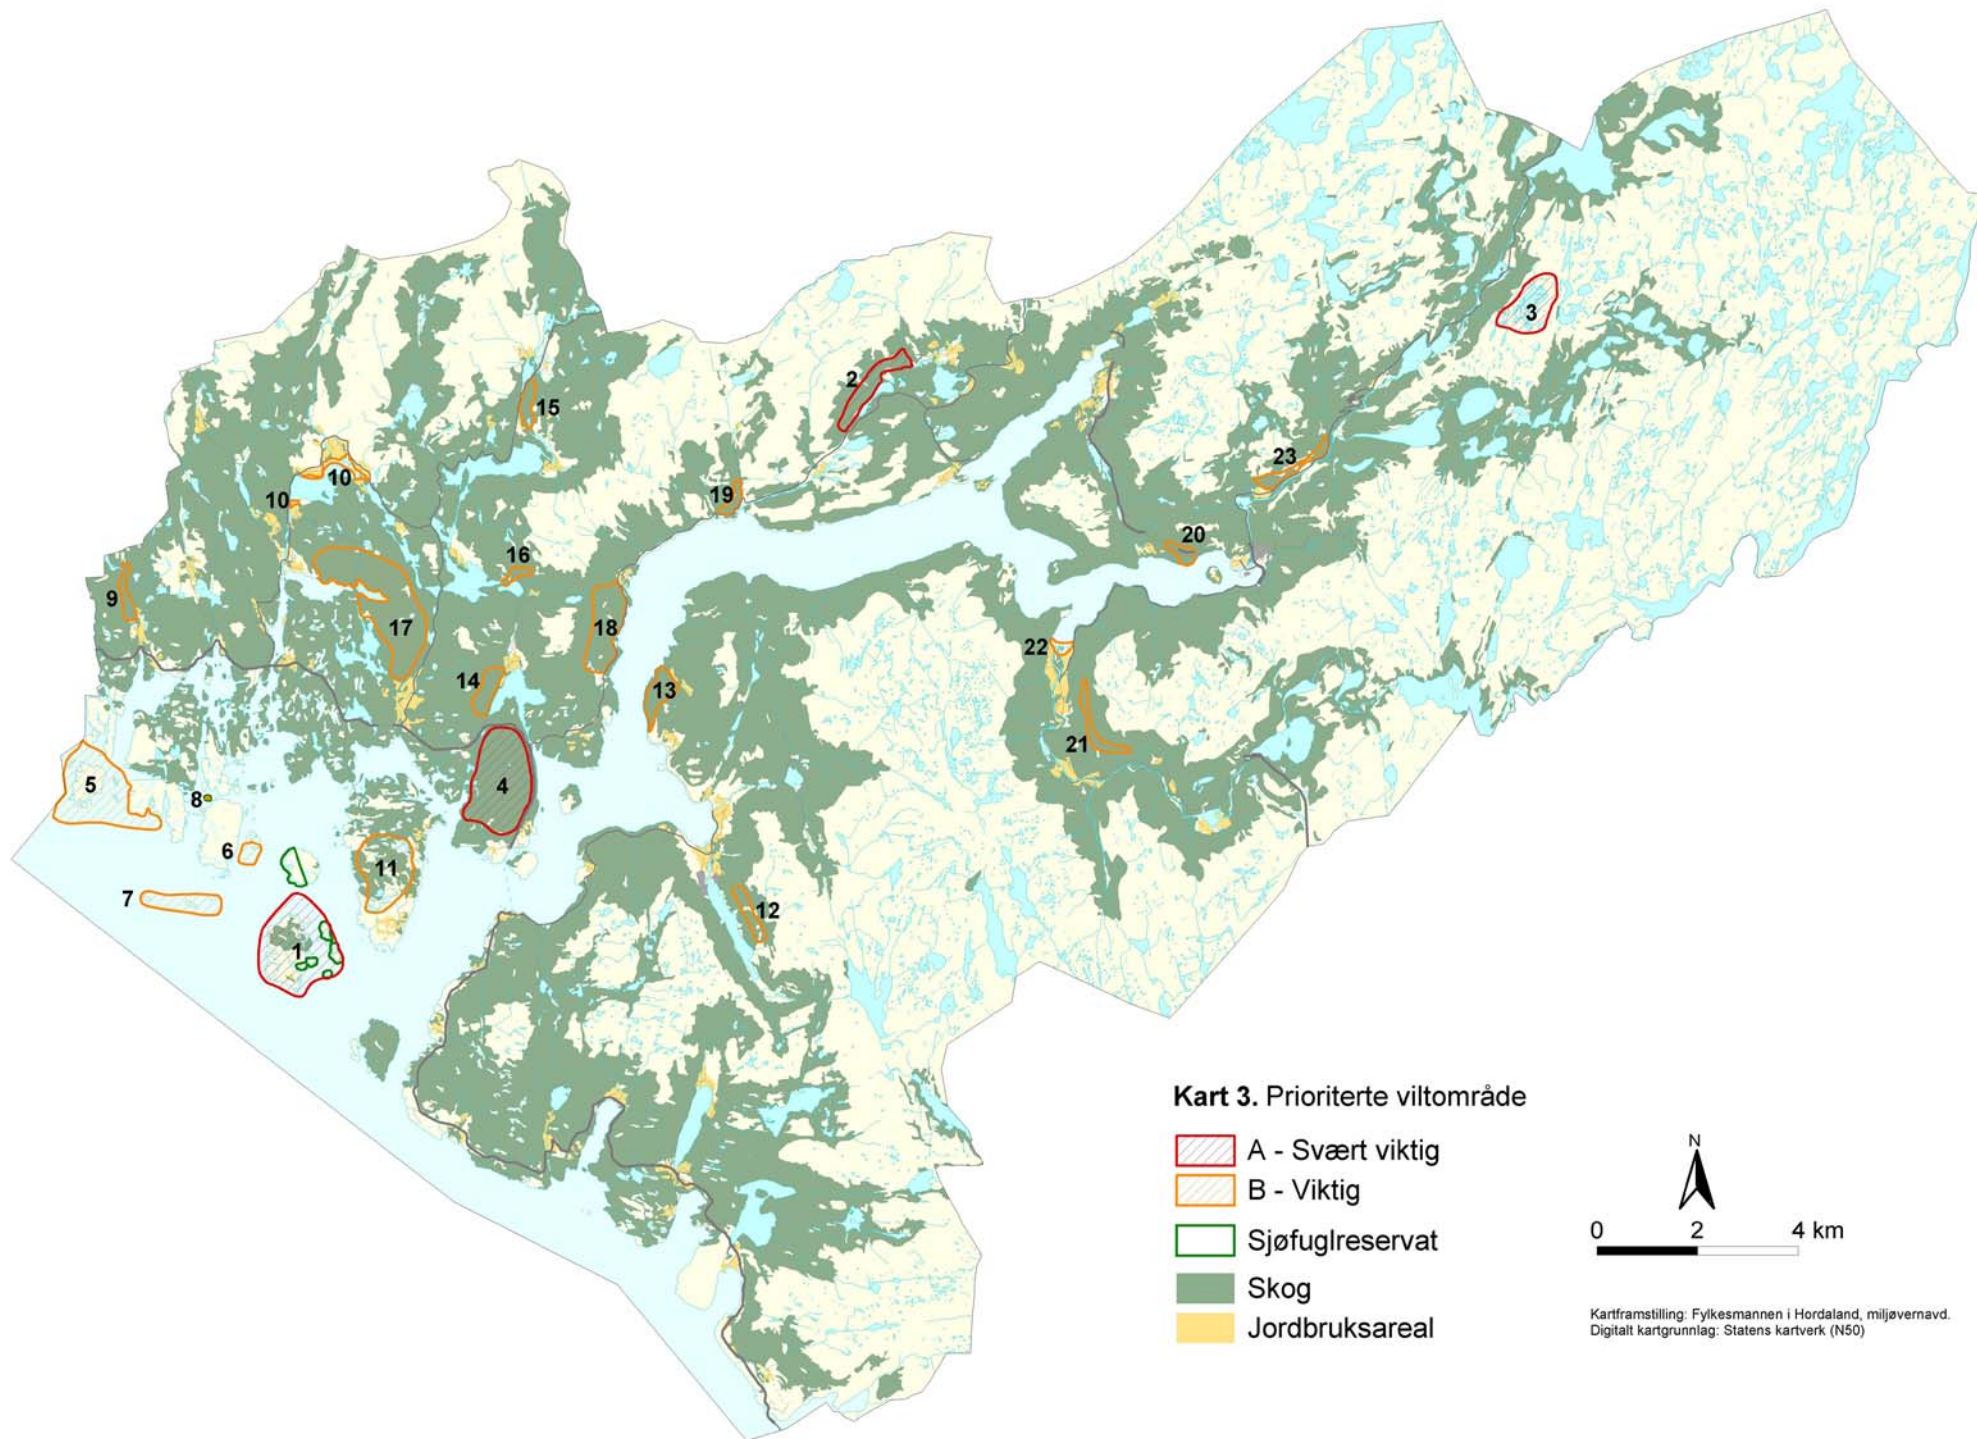 3
2
15
10
10
19
23
16
20
9
17
18
22
14
13
21
4
5
8
6
11
7
12
1
Kart 3. Prioriterte viltområde
A - Svært viktig
B - Viktig
Sjøfuglreservat
Skog
Jordbruksareal
N
0 2 4 km
Kartframstilling: Fylkesmannen i Hordaland, miljøvernavd.
Digitalt kartgrunnlag: Statens kartverk (N50)